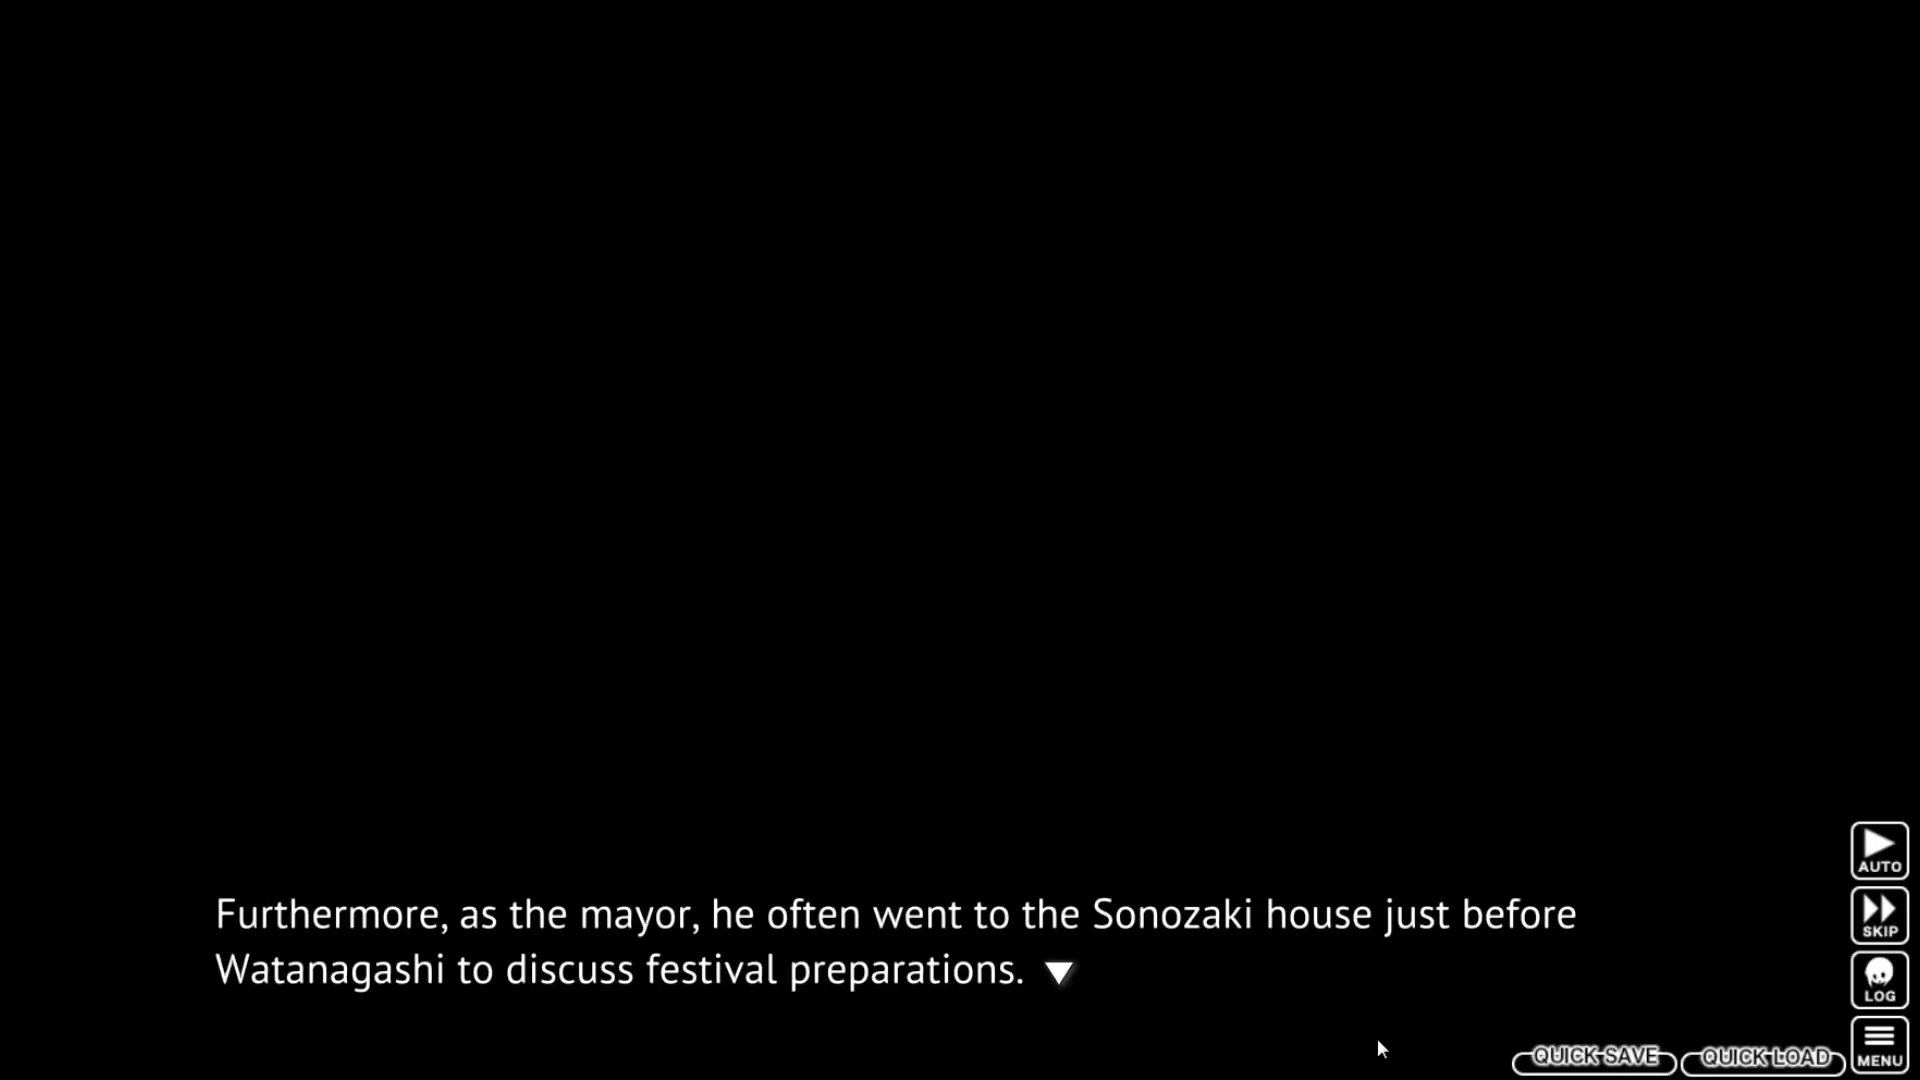 Furthermore, as the mayor, he often went to the Sonozaki house just before
Watanagashi to discuss festival preparations.
AUTO
SKIP
LOG
MENU
QUICK SAVE
QUICK LOAD